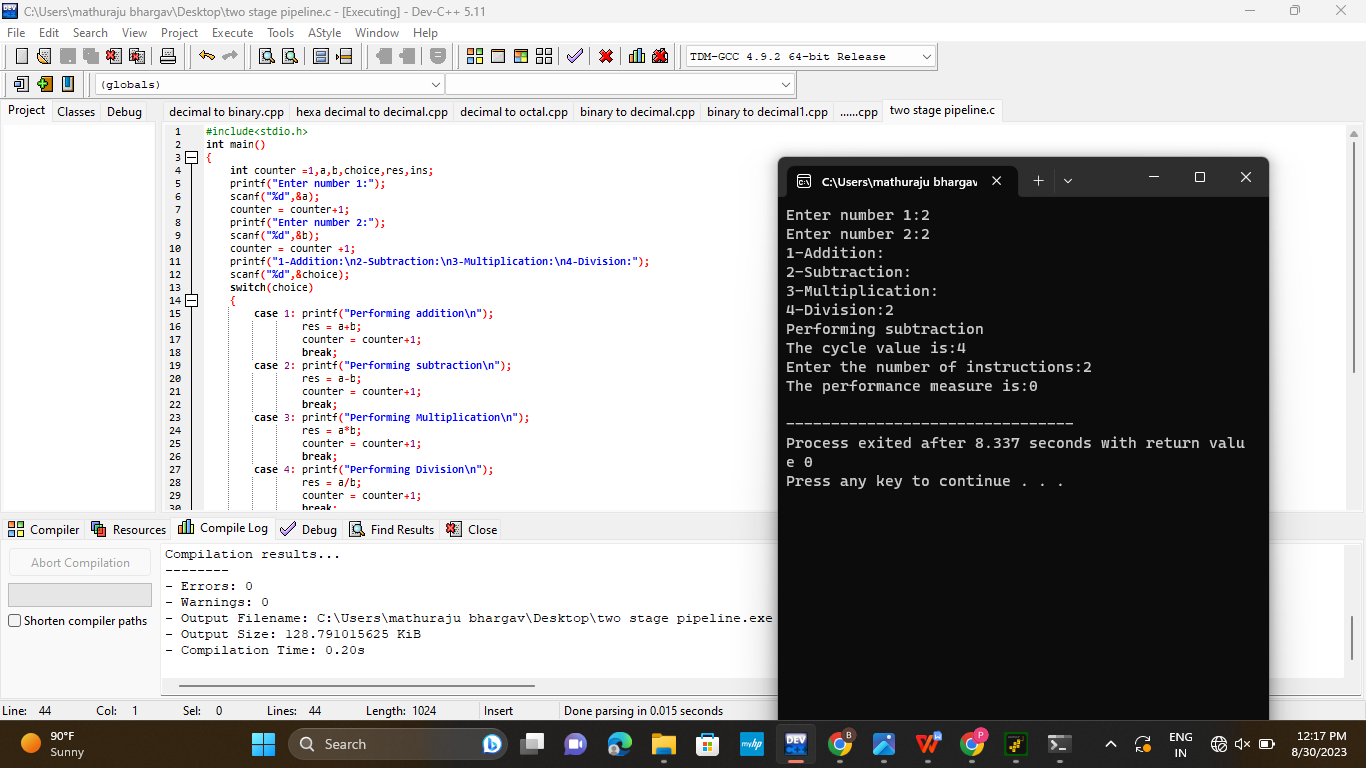 C:\Users\mathuraju bhargav\Desktop\two stage pipeline.c - [Executing] - Dev-C++ 5.11
File Edit Search View Project Execute Tools AStyle Window Help
TDM-GCC 4.9.2 64-bit Release
(globals)
Project Classes Debug
decimal to binary.cpp hexa decimal to decimal.cpp decimal to octal.cpp binary to decimal.cpp binary to decimal1.cpp ......cpp two stage pipeline.c
1 #include<stdio.h>
2 int main()
3 {
4 int counter =1,a,b,choice,res,ins;
5 printf("Enter number 1:");
6 scanf("%d",&a);
7 counter = counter+1;
8 printf("Enter number 2:");
9 scanf("%d",&b);
10 counter = counter +1;
11 printf("1-Addition:\n2-Subtraction:\n3-Multiplication:\n4-Division:");
12 scanf("%d",&choice);
13 switch(choice)
14 {
15 case 1: printf("Performing addition\n");
16 res = a+b;
17 counter = counter+1;
18 break;
19 case 2: printf("Performing subtraction\n");
20 res = a-b;
21 counter = counter+1;
22 break;
23 case 3: printf("Performing Multiplication\n");
24 res = a*b;
25 counter = counter+1;
26 break;
27 case 4: printf("Performing Division\n");
28 res = a/b;
29 counter = counter+1;
30 break;
C:\Users\mathuraju bhargav
Enter number 1:2
Enter number 2:2
1-Addition:
2-Subtraction:
3-Multiplication:
4-Division:2
Performing subtraction
The cycle value is:4
Enter the number of instructions:2
The performance measure is:0
--------------------------------
Process exited after 8.337 seconds with return valu
e 0
Press any key to continue . . .
Compiler Resources Compile Log Debug Find Results Close
Abort Compilation
Shorten compiler paths
Compilation results...
--------
- Errors: 0
- Warnings: 0
- Output Filename: C:\Users\mathuraju bhargav\Desktop\two stage pipeline.exe
- Output Size: 128.791015625 KiB
- Compilation Time: 0.20s
Line: 44 Col: 1 Sel: 0 Lines: 44 Length: 1024 Insert Done parsing in 0.015 seconds
90°F
Sunny
Search
myhp
DEV
B
P
ENG
IN
12:17 PM
8/30/2023